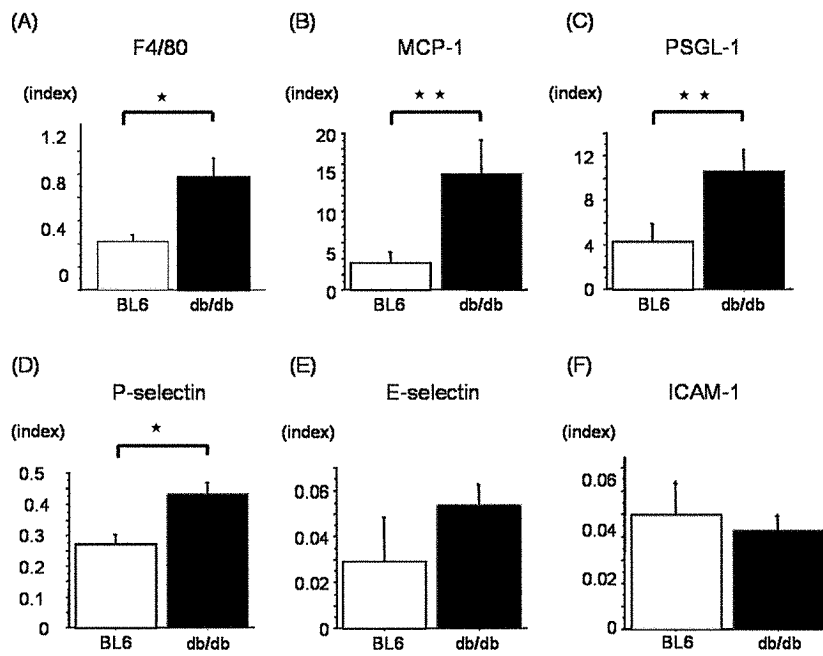 (A)
F4/80
(index)
★
1.2
0.8
0.4
0
BL6 db/db
(B)
MCP-1
★ ★
20
15
10
5
0
BL6 db/db
(C)
PSGL-1
(index)
★ ★
12
8
4
0
BL6 db/db
(D)
P-selectin
(index)
★
0.5
0.4
0.3
0.2
0.1
0
BL6 db/db
(E)
E-selectin
(index)
0.06
0.04
0.02
0
BL6 db/db
(F)
ICAM-1
(index)
0.06
0.04
0.02
0
BL6 db/db